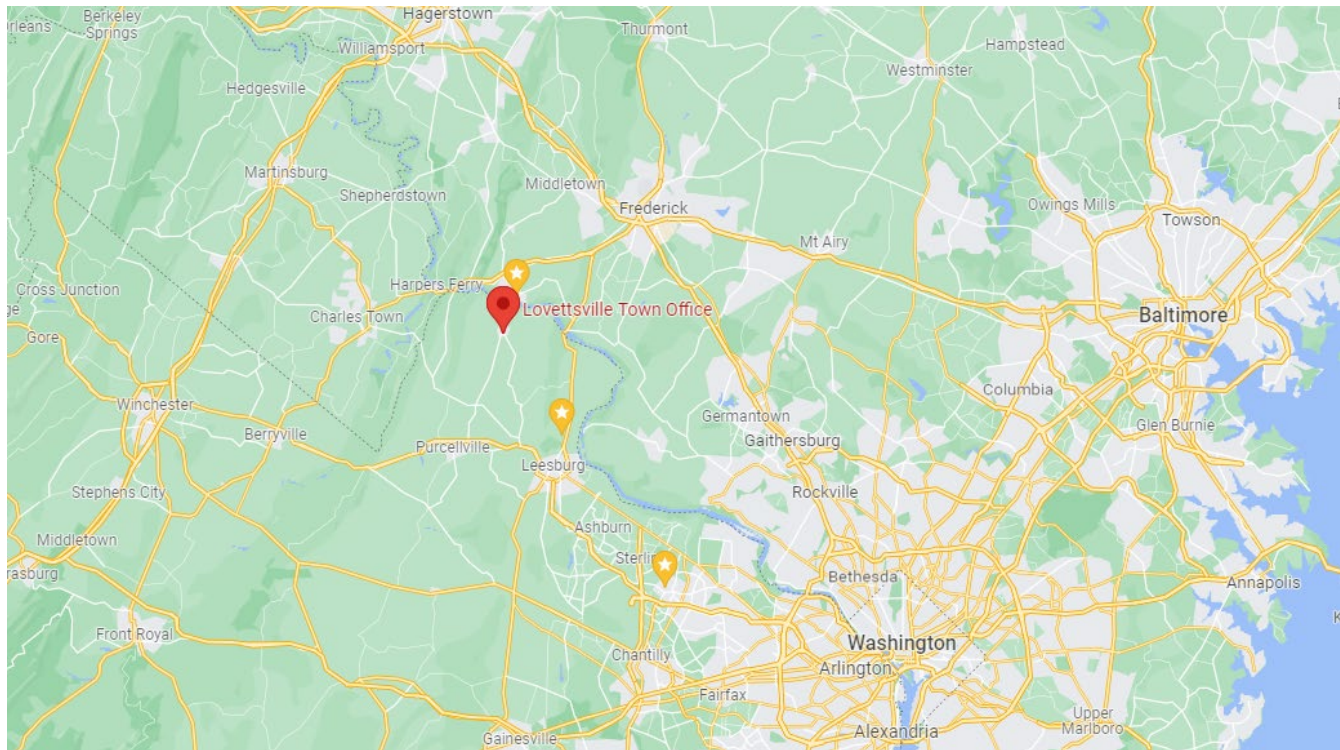 Hagerstown
Berkeley
Springs
Orleans
Thurmont
Hampstead
Williamsport
Westminster
Hedgesville
Martinsburg
Middletown
Shepherdstown
Frederick
Owings Mills
Towson
Mt Airy
Harpers Ferry
Cross Junction
Lovettsville Town Office
Charles Town
Baltimore
Gore
Columbia
Winchester
Germantown
Glen Burnie
Berryville
Purcellville
Gaithersburg
Leesburg
Stephens City
Rockville
Ashburn
Middletown
Sterlin
rasburg
Bethesda
Annapolis
Front Royal
Washington
Chantilly
Arlington
Fairfax
Upper
Marlboro
Gainesville
Alexandria